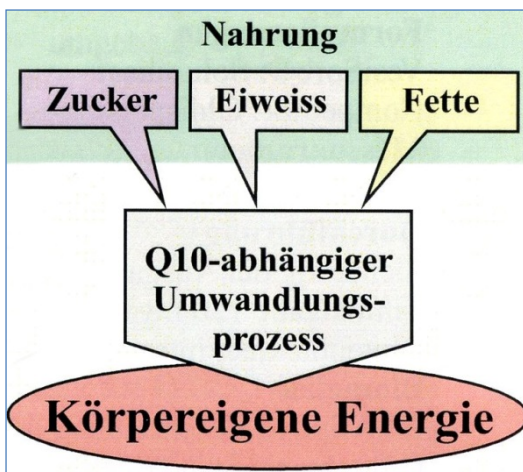 Nahrung
Zucker
Eiweiss
Fette
Q10-abhängiger
Umwandlungs-
prozess
Körpereigene Energie